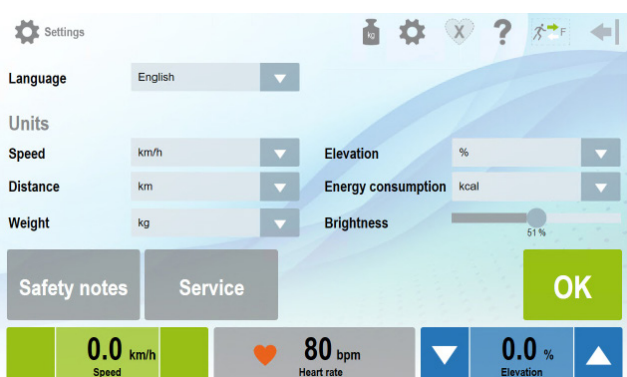 Settings
kg
X
?
F
Language English
Units
Speed km/h Elevation %
Distance km Energy consumption kcal
Weight kg Brightness
51 %
Safety notes Service OK
0.0 km/h 80 bpm 0.0 %
Speed Heart rate Elevation